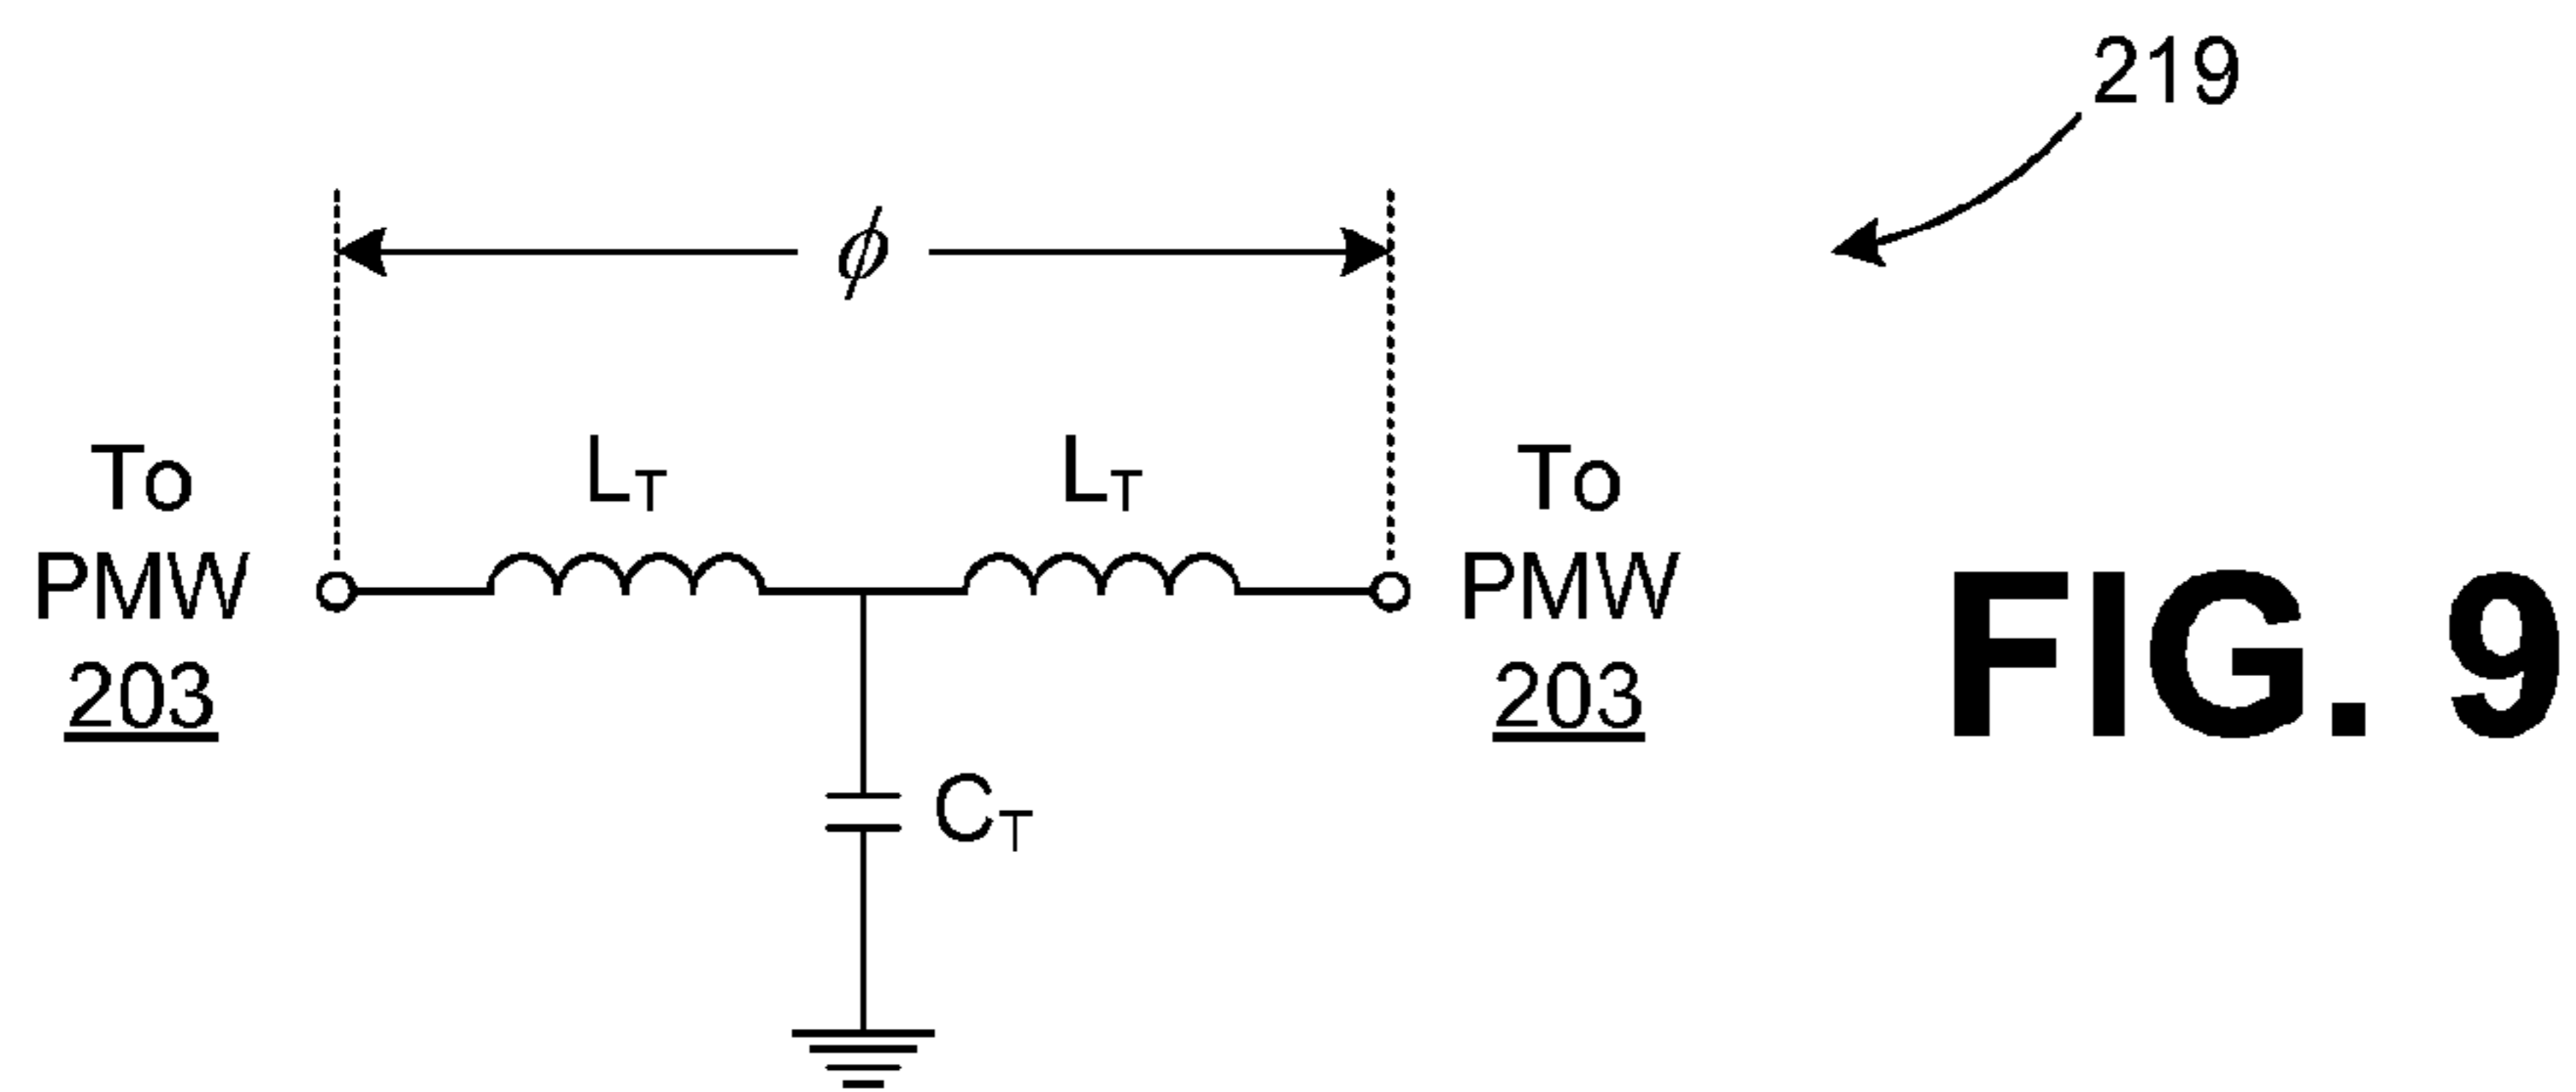 219
ϕ
To
PMW
203
L_T
L_T
To
PMW
203
C_T
FIG. 9